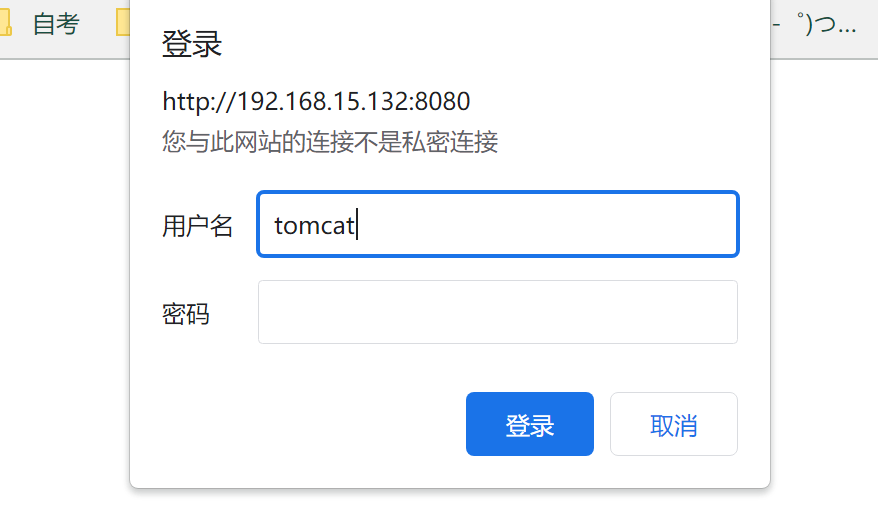 自考
-゜)つ...
登录
http://192.168.15.132:8080
您与此网站的连接不是私密连接
用户名
tomcat
密码
登录
取消